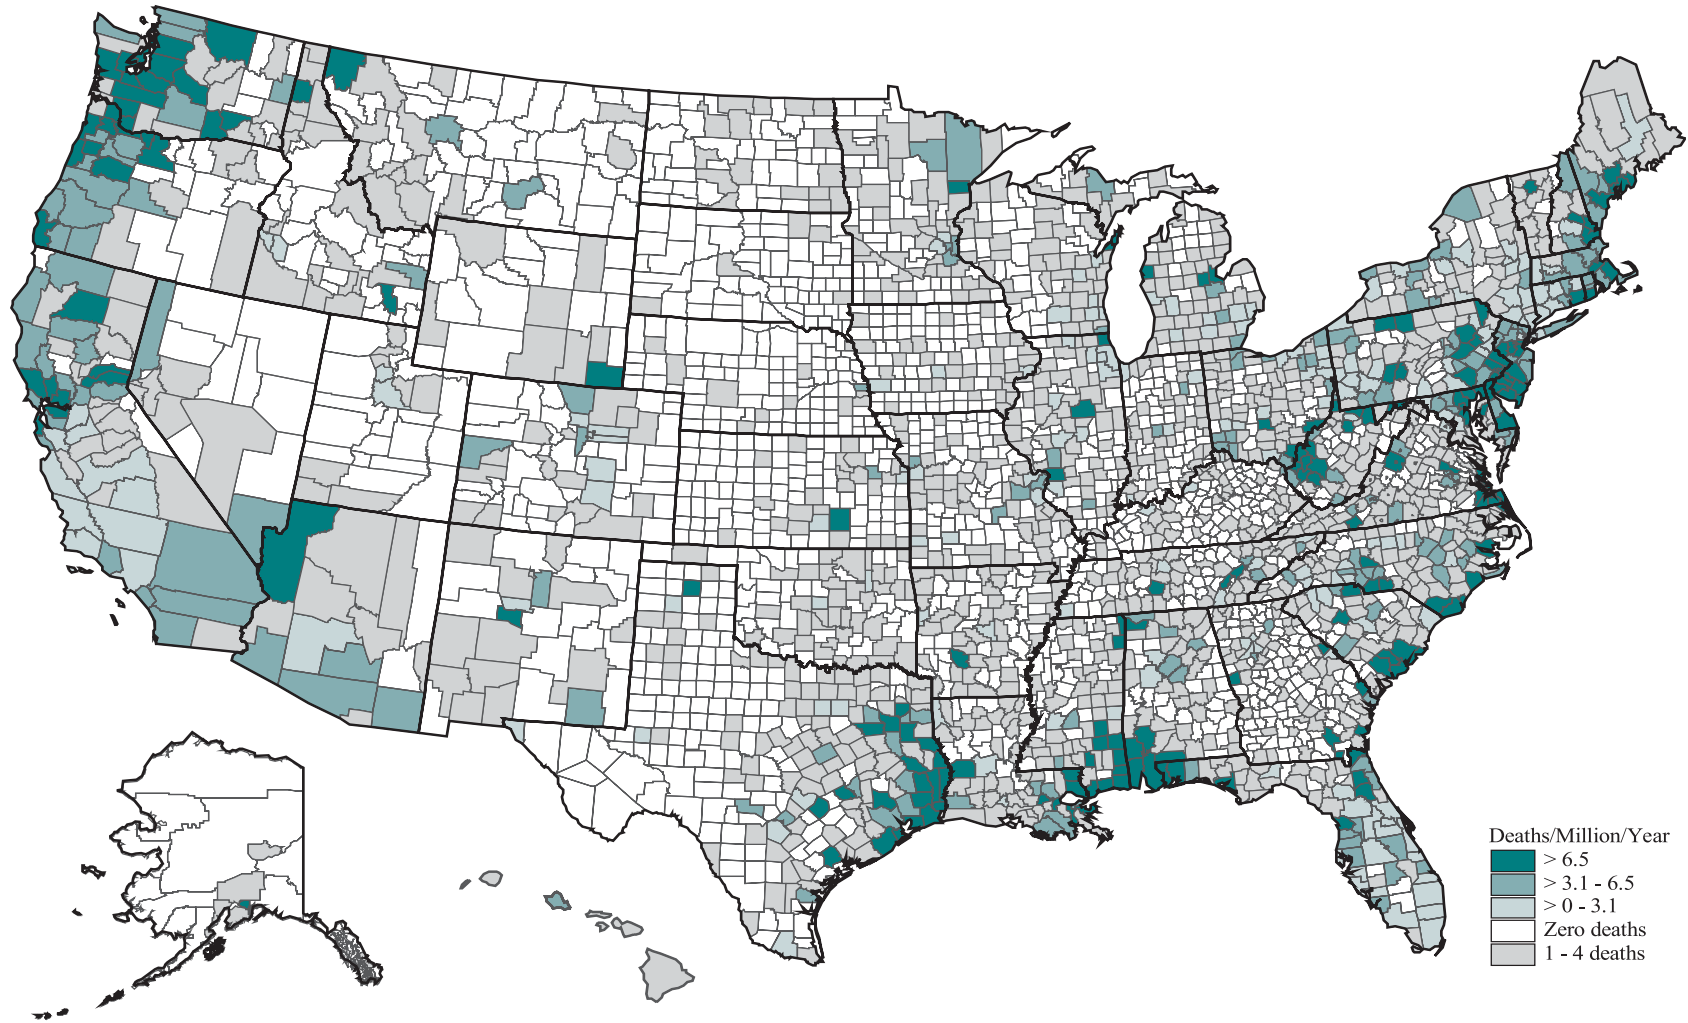 Deaths/Million/Year
> 6.5
> 3.1 - 6.5
> 0 - 3.1
Zero deaths
1 - 4 deaths